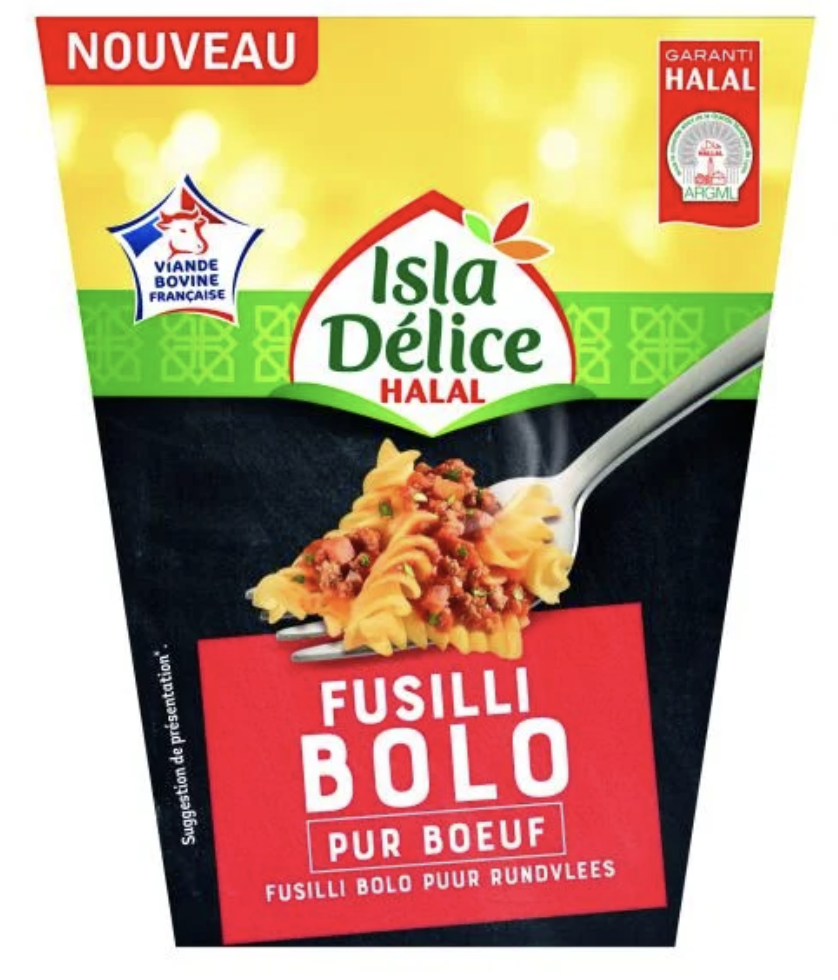 NOUVEAU
GARANTI
HALAL
HALLAL
ARGML
VIANDE
BOVINE
FRANÇAISE
Isla
Délice
HALAL
Suggestion de présentation*.
FUSILLI
BOLO
PUR BOEUF
FUSILLI BOLO PUUR RUNDVLEES